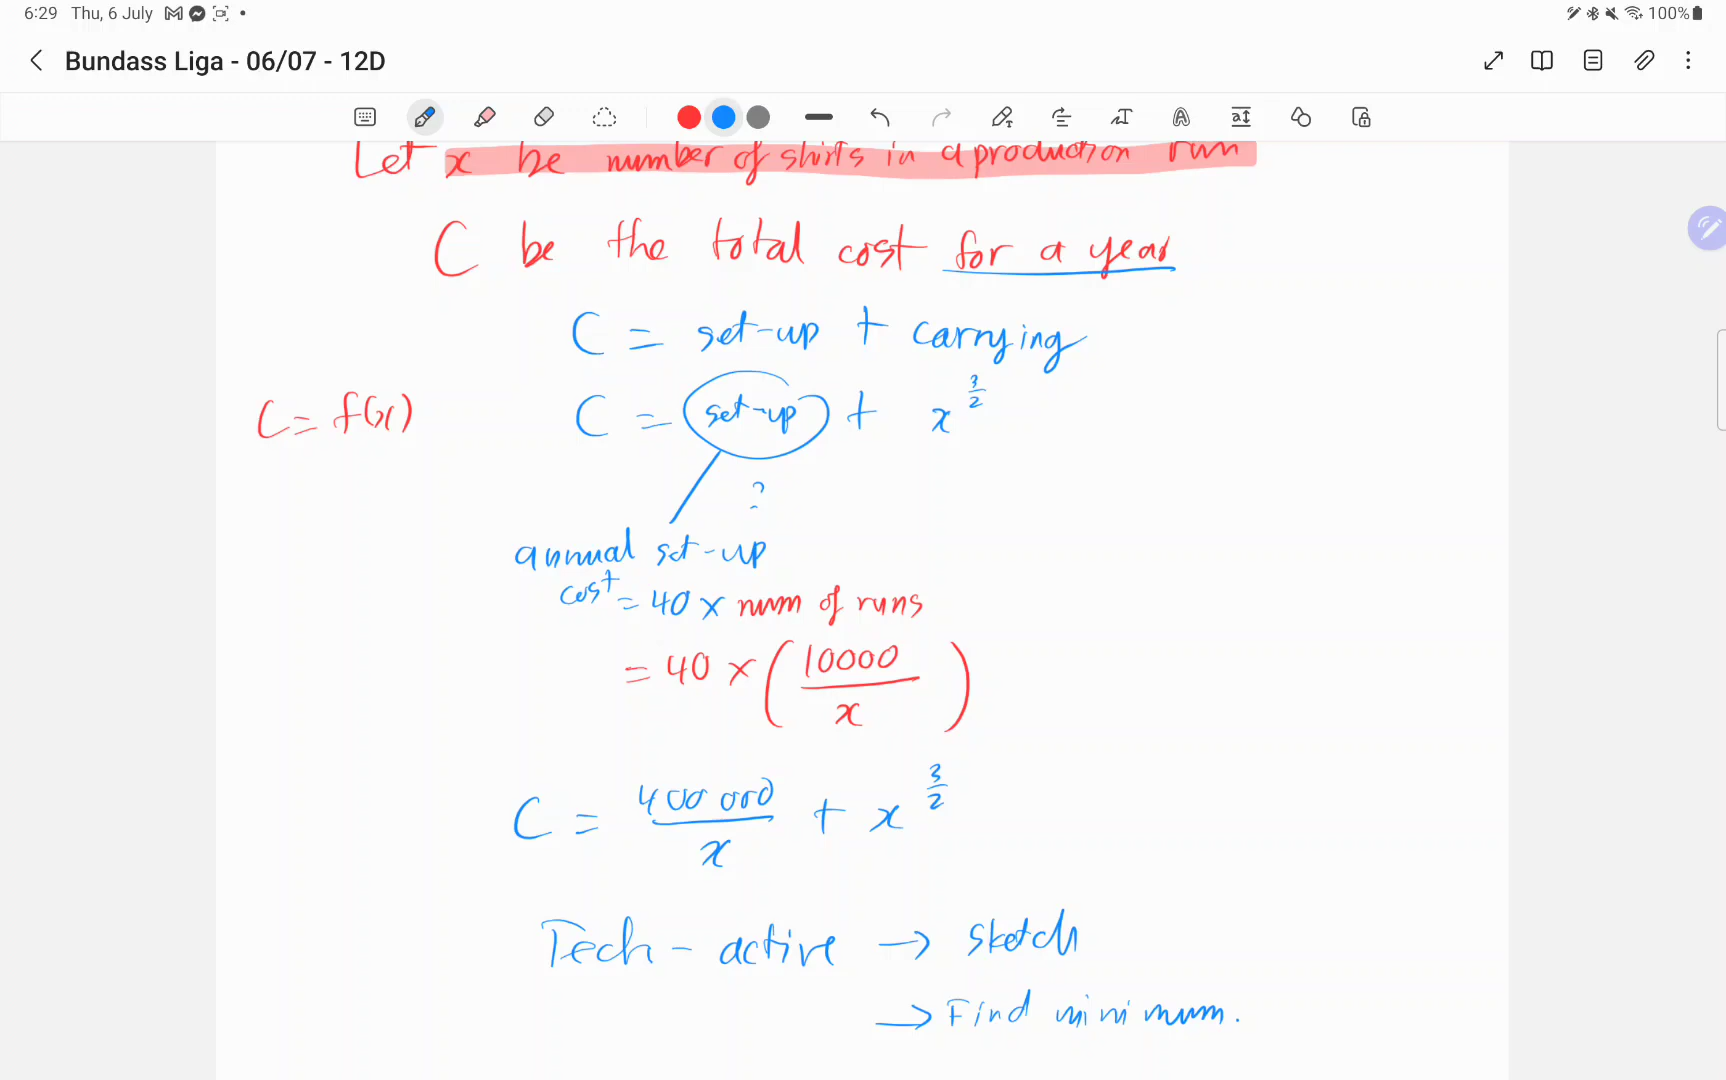 6:29 Thu, 6 July 100%
Bundass Liga - 06/07 - 12D
Let x be number of shirts in a production run
C be the total cost for a year
C = set-up + carrying
C = f(x)
C = set-up + x^{3/2}
?
annual set-up
cost = 40 × num of runs
= 40 × (10000/x)
C = 400 000/x + x^{3/2}
Tech - active → sketch
→ Find minimum.